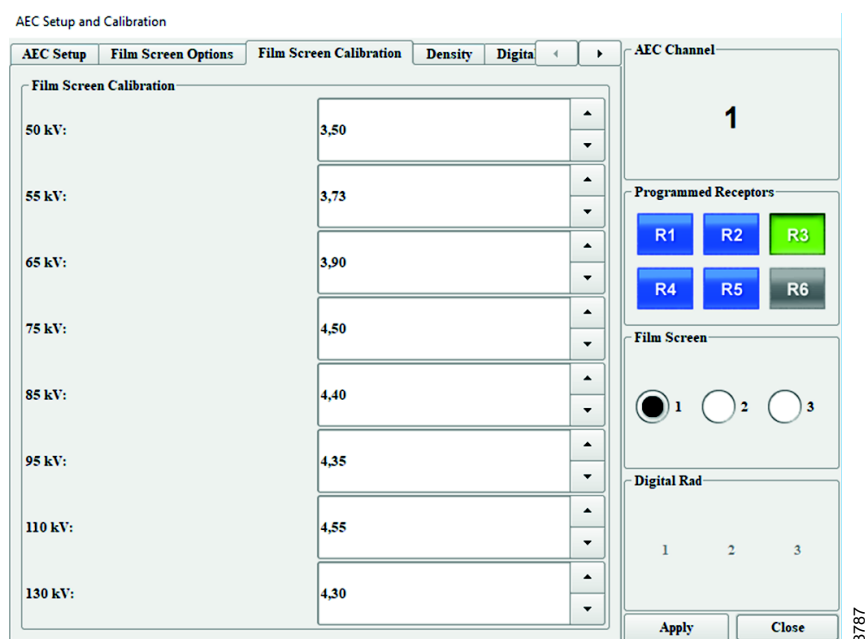 AEC Setup and Calibration
AEC Setup
Film Screen Options
Film Screen Calibration
Density
Digita
Film Screen Calibration
50 kV: 3,50
55 kV: 3,73
65 kV: 3,90
75 kV: 4,50
85 kV: 4,40
95 kV: 4,35
110 kV: 4,55
130 kV: 4,30
AEC Channel
1
Programmed Receptors
R1 R2 R3
R4 R5 R6
Film Screen
1 2 3
Digital Rad
1 2 3
Apply Close
3787